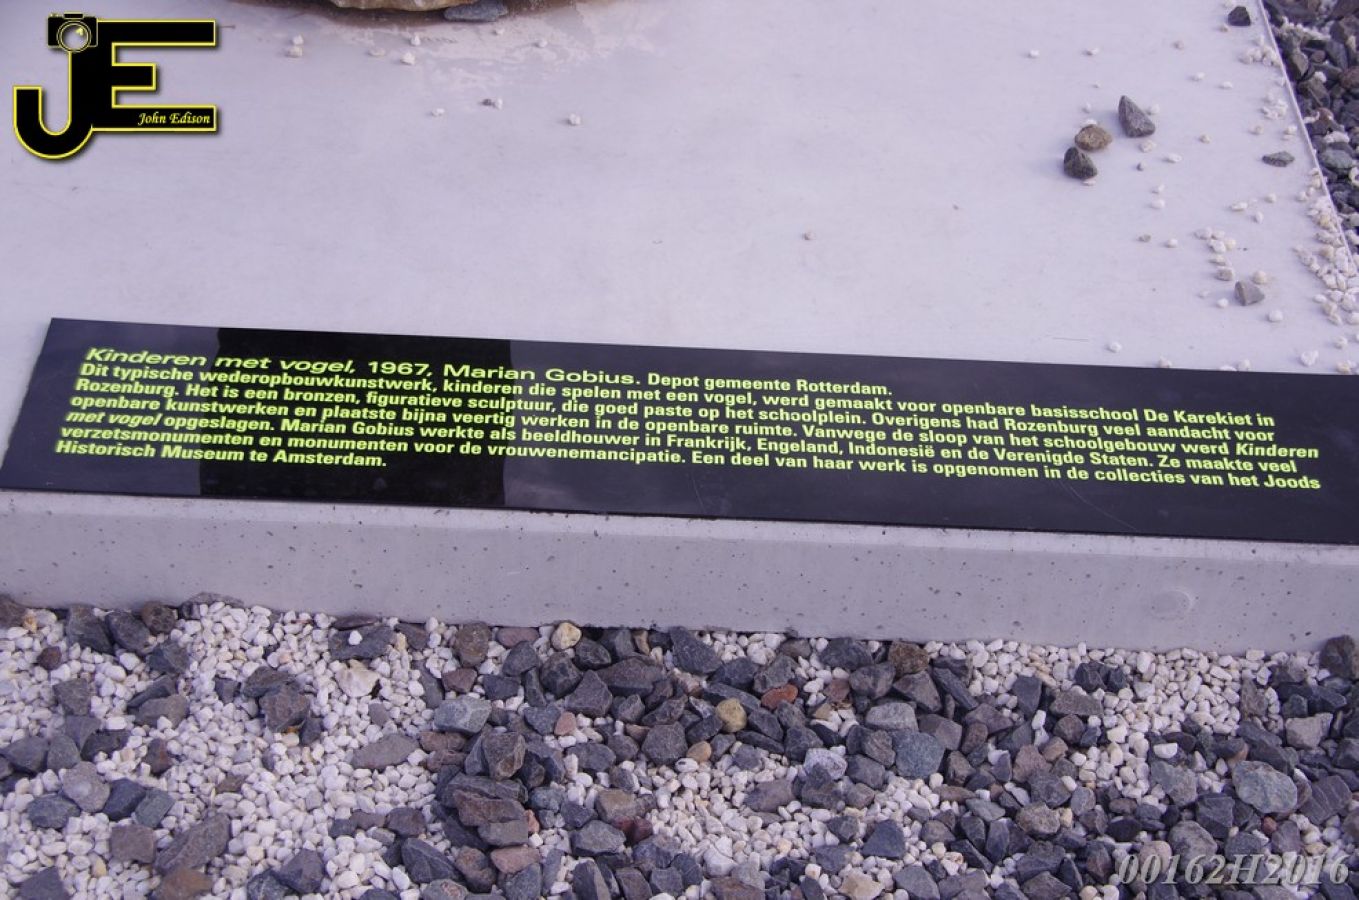 JE
John Edison
Kinderen met vogel, 1967, Marian Gobius. Depot gemeente Rotterdam.
Dit typische wederopbouwkunstwerk, kinderen die spelen met een vogel, werd gemaakt voor openbare basisschool De Karekiet in
Rozenburg. Het is een bronzen, figuratieve sculptuur, die goed paste op het schoolplein. Overigens had Rozenburg veel aandacht voor
openbare kunstwerken en plaatste bijna veertig werken in de openbare ruimte. Vanwege de sloop van het schoolgebouw werd Kinderen
met vogel opgeslagen. Marian Gobius werkte als beeldhouwer in Frankrijk, Engeland, Indonesië en de Verenigde Staten. Ze maakte veel
verzetsmonumenten en monumenten voor de vrouwenemancipatie. Een deel van haar werk is opgenomen in de collecties van het Joods
Historisch Museum te Amsterdam.
00162H2016